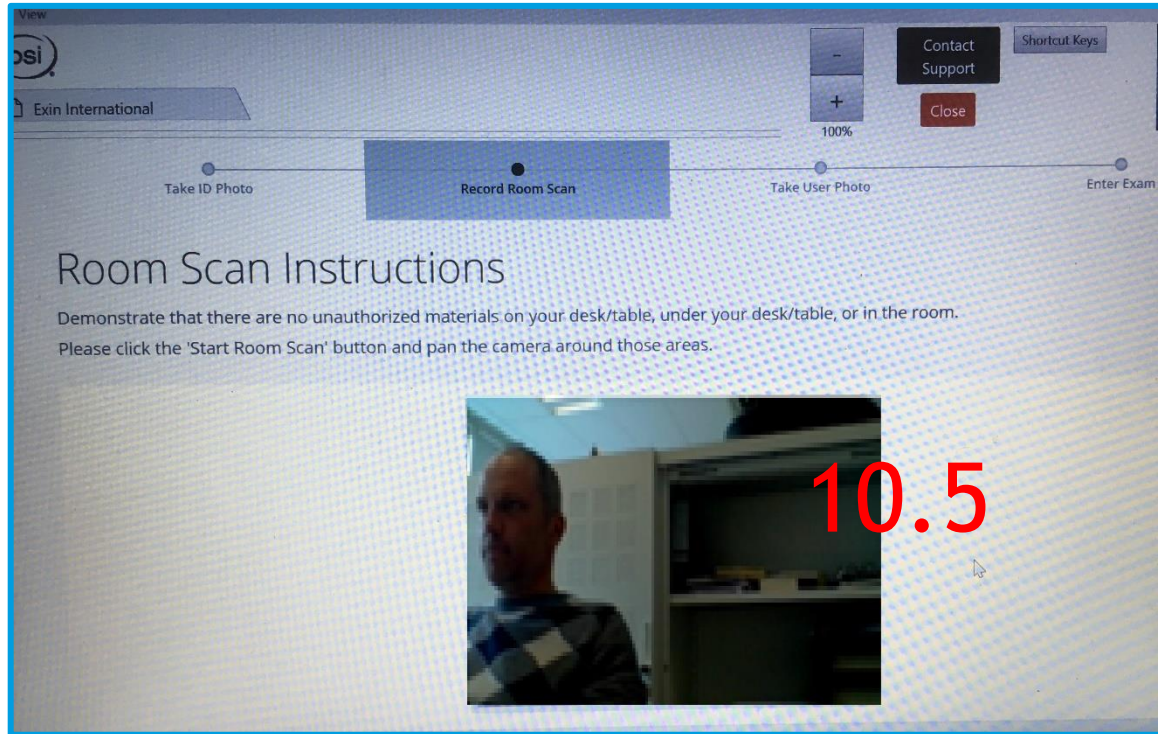 View
psi
Shortcut Keys
Contact
Support
-
+
Close
100%
Exin International
Take ID Photo
Record Room Scan
Take User Photo
Enter Exam
Room Scan Instructions
Demonstrate that there are no unauthorized materials on your desk/table, under your desk/table, or in the room.
Please click the 'Start Room Scan' button and pan the camera around those areas.
10.5